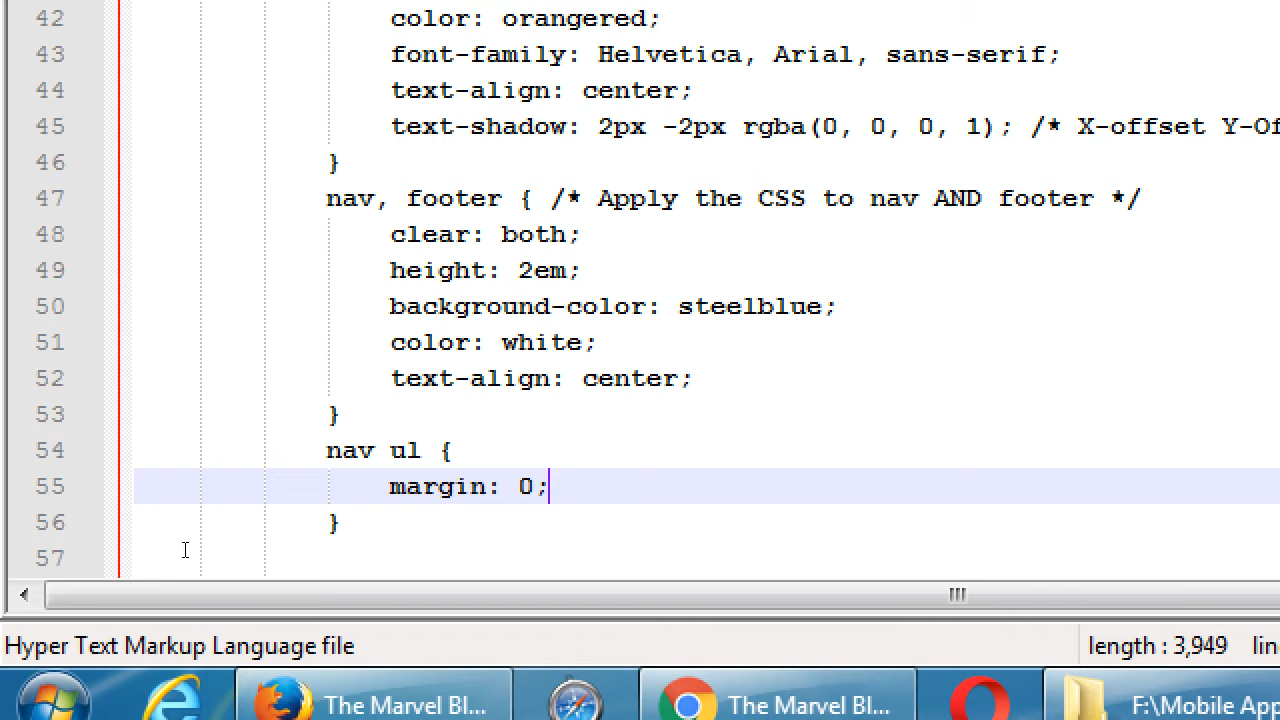 42 color: orangered;
43 font-family: Helvetica, Arial, sans-serif;
44 text-align: center;
45 text-shadow: 2px -2px rgba(0, 0, 0, 1); /* X-offset
46 }
47 nav, footer { /* Apply the CSS to nav AND footer */
48 clear: both;
49 height: 2em;
50 background-color: steelblue;
51 color: white;
52 text-align: center;
53 }
54 nav ul {
55 margin: 0;
56 }
57
Hyper Text Markup Language file length : 3,949
The Marvel Bl... The Marvel Bl... F:\Mobile App